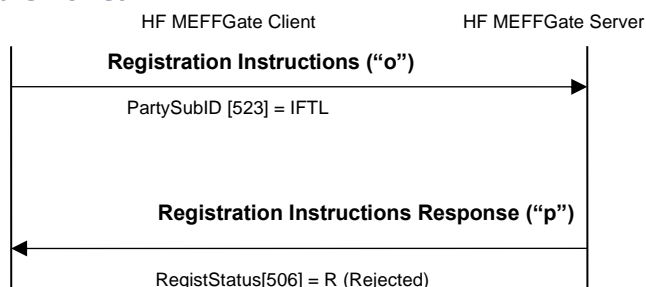 HF MEFFGate Client HF MEFFGate Server
Registration Instructions (“o”)
PartySubID [523] = IFTL
Registration Instructions Response (“p”)
RegistStatus[506] = R (Rejected)